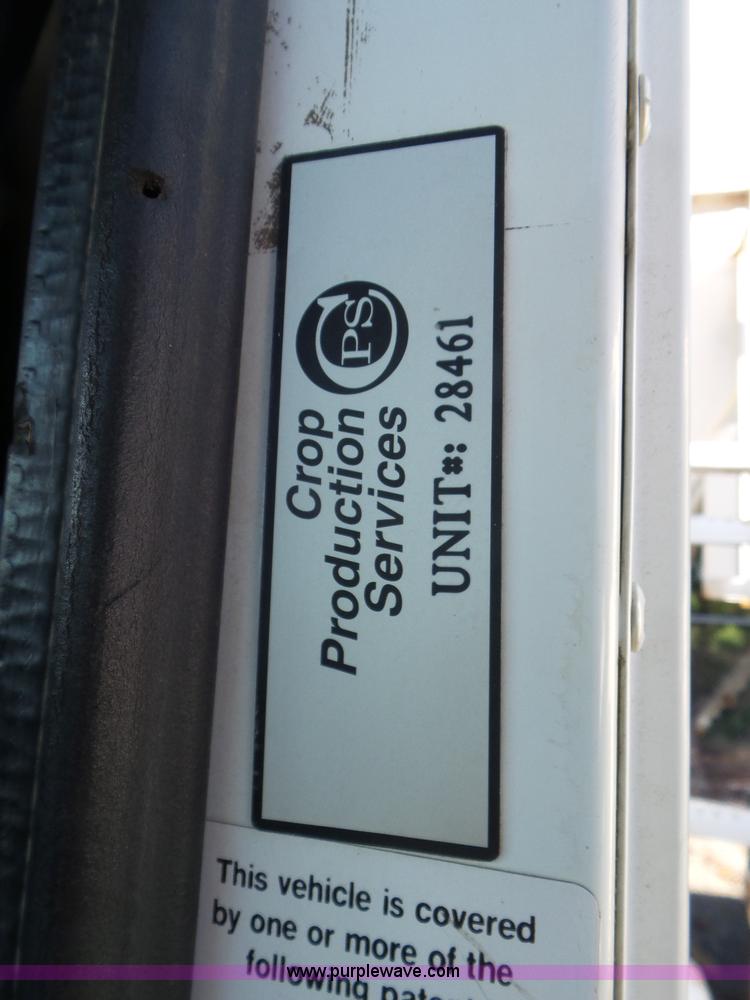 Crop
Production
Services
CPS
UNIT#: 28461
This vehicle is covered
by one or more of the
following
www.purplewave.com